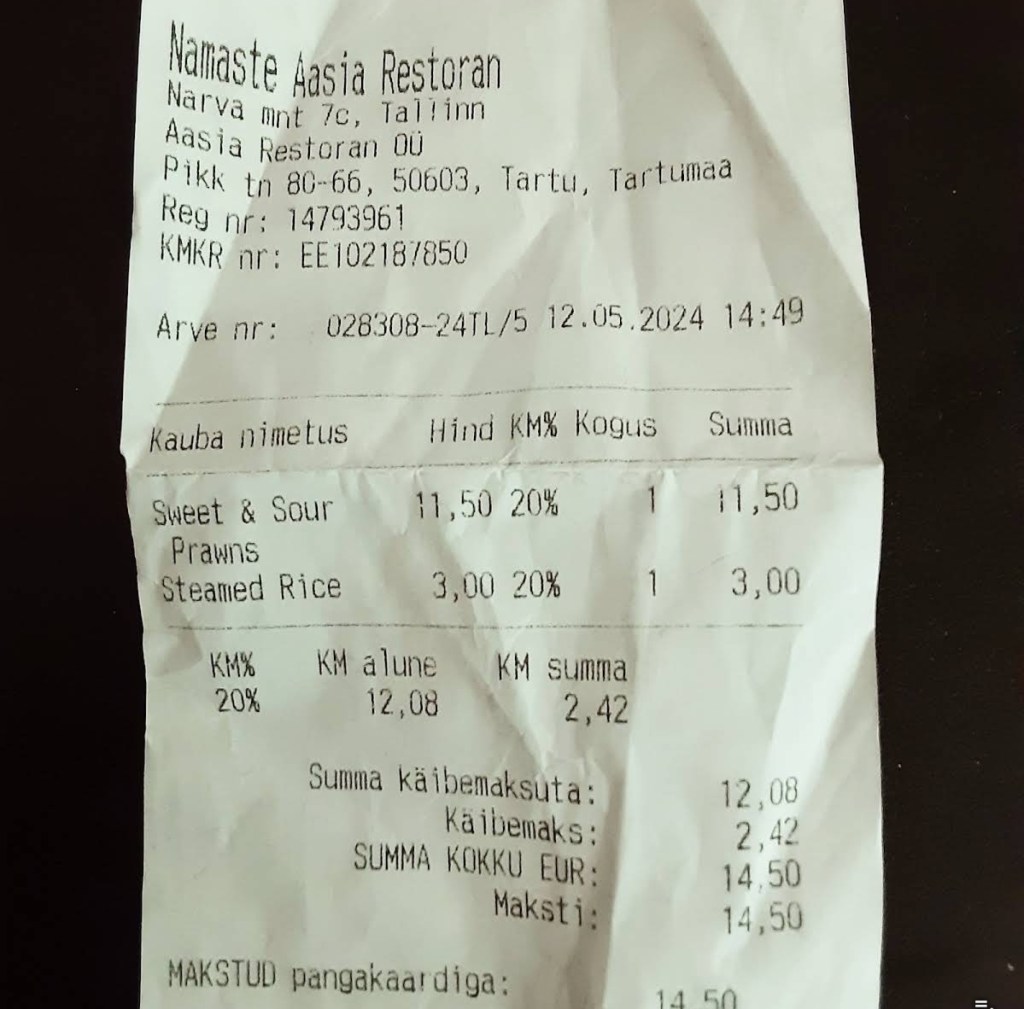 Namaste Aasia Restoran
Narva mnt 7c, Tallinn
Aasia Restoran OÜ
Pikk tn 80-66, 50603, Tartu, Tartumaa
Reg nr: 14793961
KMKR nr: EE102187850
Arve nr: 028308-24TL/5 12.05.2024 14:49
Kauba nimetus Hind KM% Kogus Summa
Sweet & Sour 11,50 20% 1 11,50
Prawns
Steamed Rice 3,00 20% 1 3,00
KM% KM alune KM summa
20% 12,08 2,42
Summa käibemaksuta: 12,08
Käibemaks: 2,42
SUMMA KOKKU EUR: 14,50
Maksti: 14,50
MAKSTUD pangakaardiga: 14,50